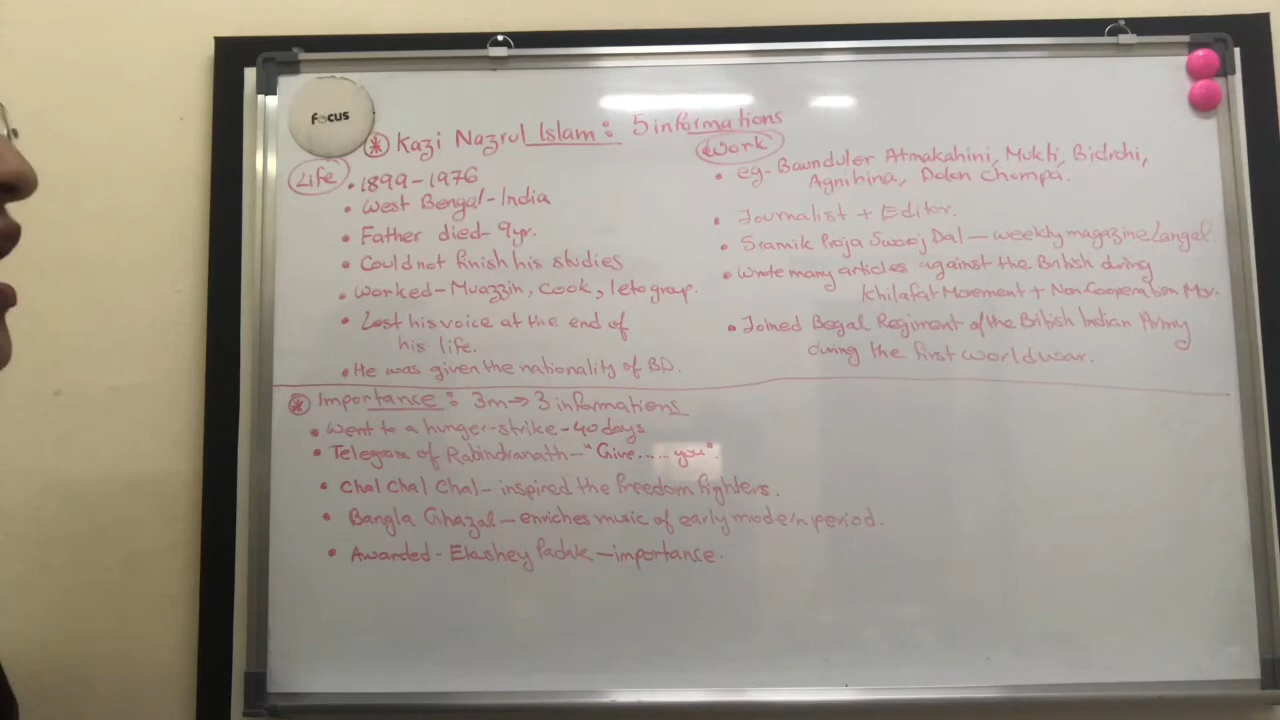 Focus
* Kazi Nazrul Islam: 5 informations
Life
• 1899-1976
• West Bengal-India
• Father died-9yr.
• Could not finish his studies
• Worked-Muazzin, cook, leto group.
• Lost his voice at the end of
his life.
• He was given the nationality of BD.
Work
• eg- Baunduler Atmakahini, Mukti, Bidrohi,
Agnibina, Dolon Chompa.
• Journalist + Editor.
• Sramik Praja Swaraj Dal – weekly magazine Langal.
• Wrote many articles against the British during
Khilafat Movement + Non Cooperation Mov.
• Joined Begal Regiment of the British Indian Army
during the first world war.
* Importance: 3m → 3 informations
• Went to a hunger-strike-40 days
• Telegram of Rabindranath-"Give......you".
• Chal Chal Chal- inspired the freedom fighters.
• Bangla Ghazal – enriches music of early modern period.
• Awarded- Ekushey Padak – importance.